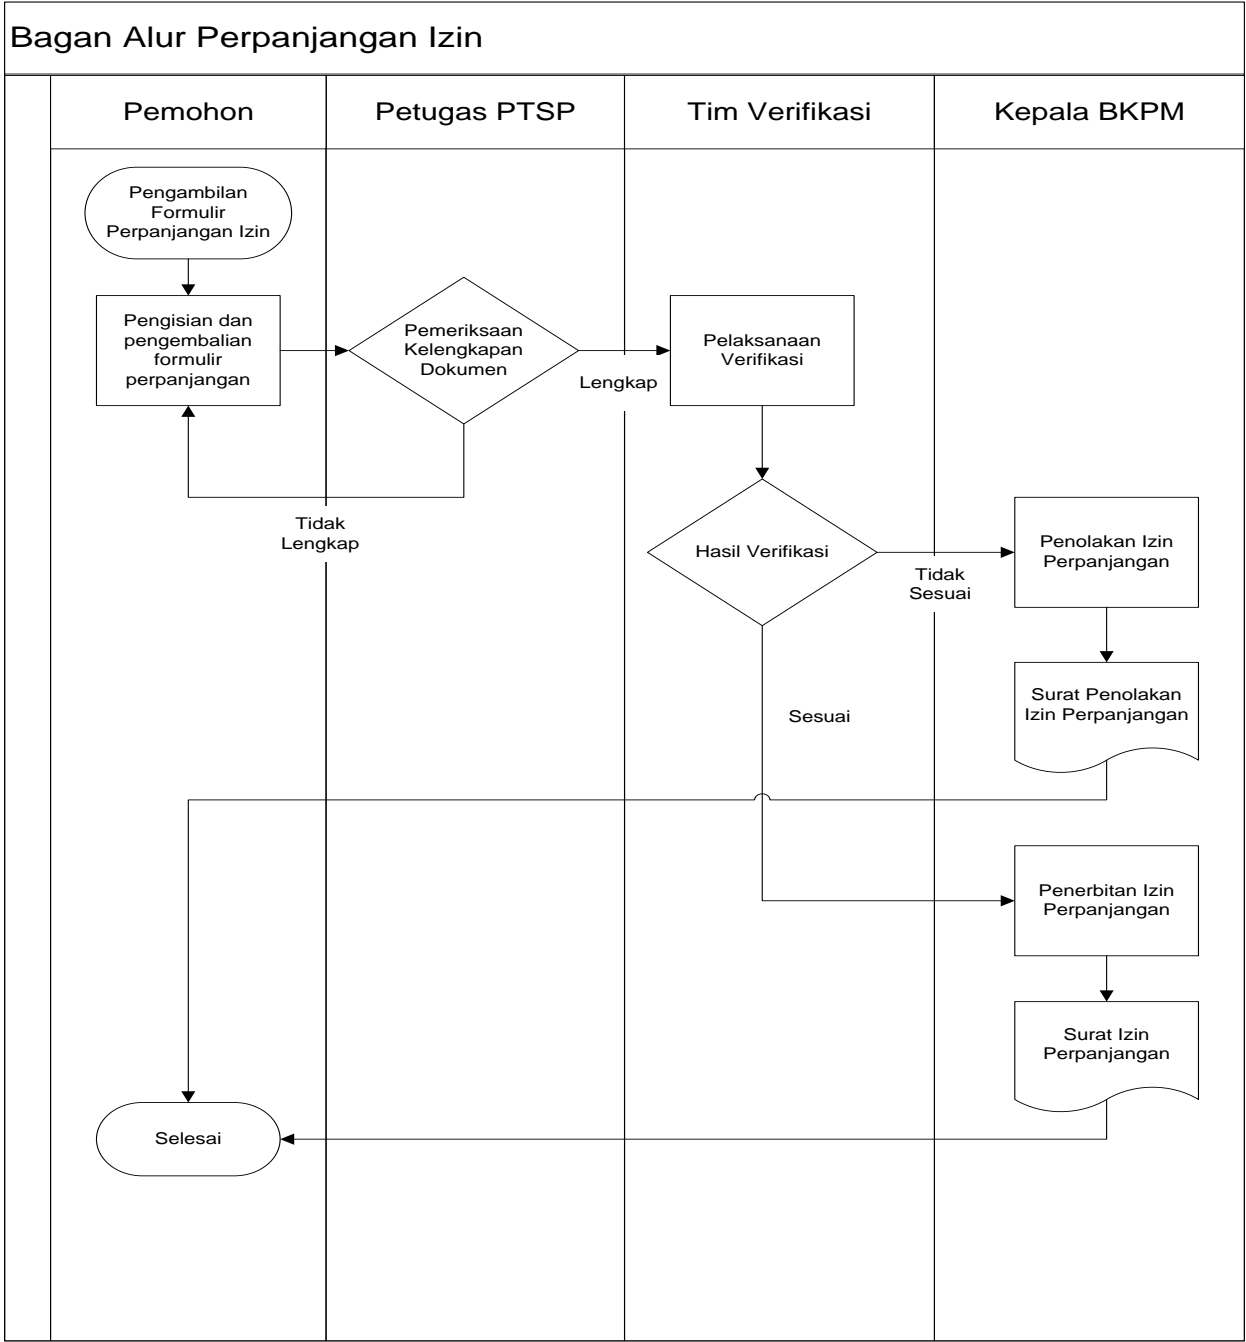 Bagan Alur Perpanjangan Izin
Pemohon
Petugas PTSP
Tim Verifikasi
Kepala BKPM
Pengambilan
Formulir
Perpanjangan Izin
Pengisian dan
pengembalian
formulir
perpanjangan
Pemeriksaan
Kelengkapan
Dokumen
Lengkap
Pelaksanaan
Verifikasi
Tidak
Lengkap
Hasil Verifikasi
Tidak
Sesuai
Penolakan Izin
Perpanjangan
Surat Penolakan
Izin Perpanjangan
Sesuai
Penerbitan Izin
Perpanjangan
Surat Izin
Perpanjangan
Selesai